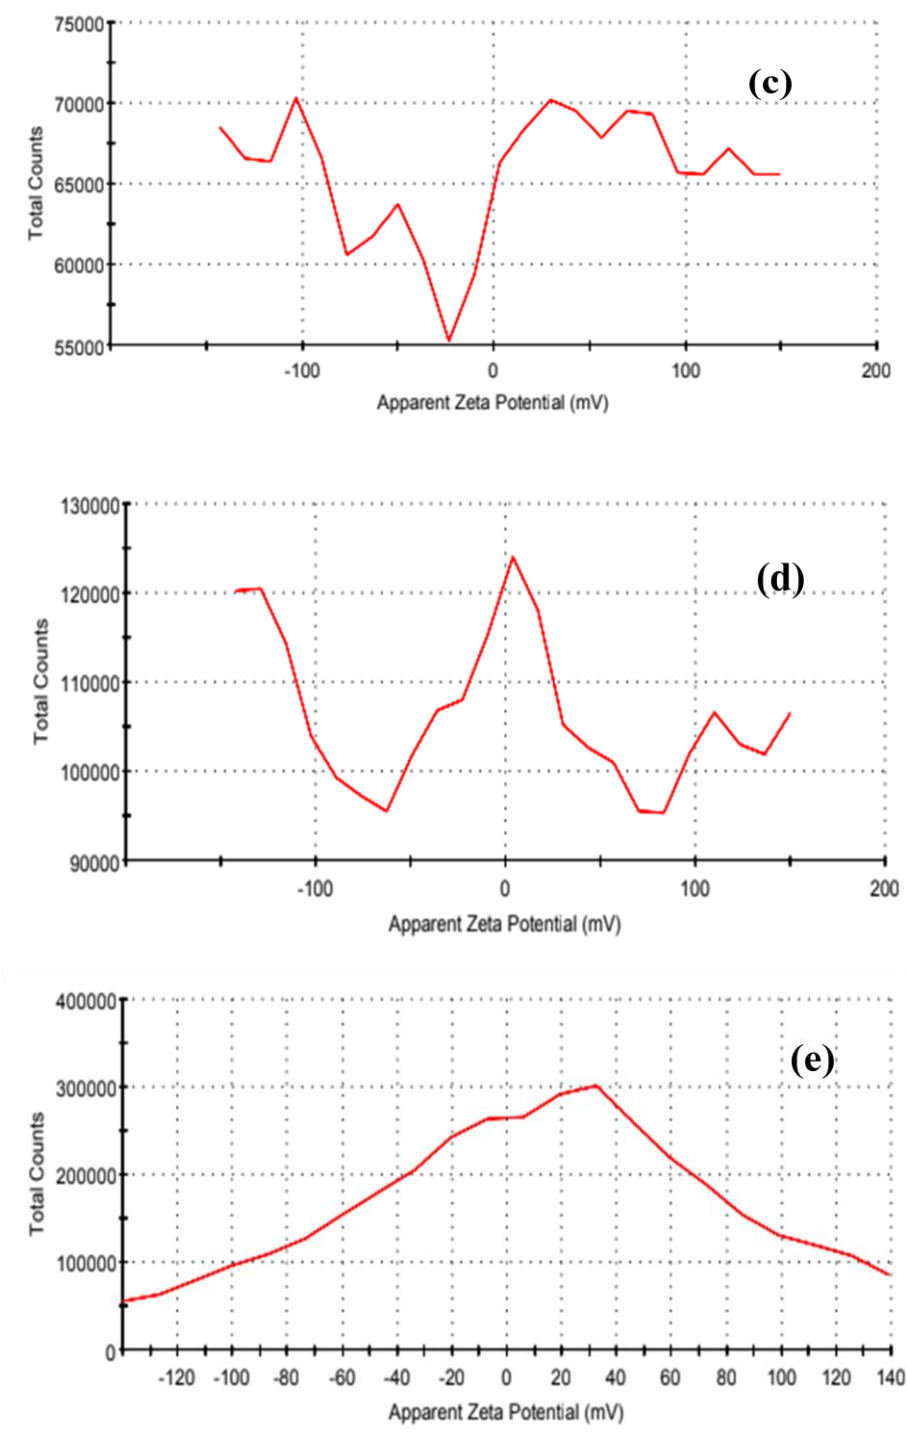 75000
(c)
70000
65000
60000
55000
Total Counts
-100 0 100 200
Apparent Zeta Potential (mV)
130000
(d)
120000
110000
100000
90000
Total Counts
-100 0 100 200
Apparent Zeta Potential (mV)
400000
(e)
300000
200000
100000
0
Total Counts
-120 -100 -80 -60 -40 -20 0 20 40 60 80 100 120 140
Apparent Zeta Potential (mV)